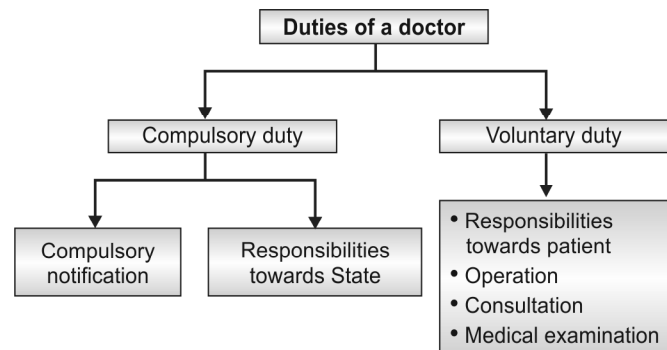 Duties of a doctor
Compulsory duty
Voluntary duty
Compulsory
notification
Responsibilities
towards State
• Responsibilities
towards patient
• Operation
• Consultation
• Medical examination